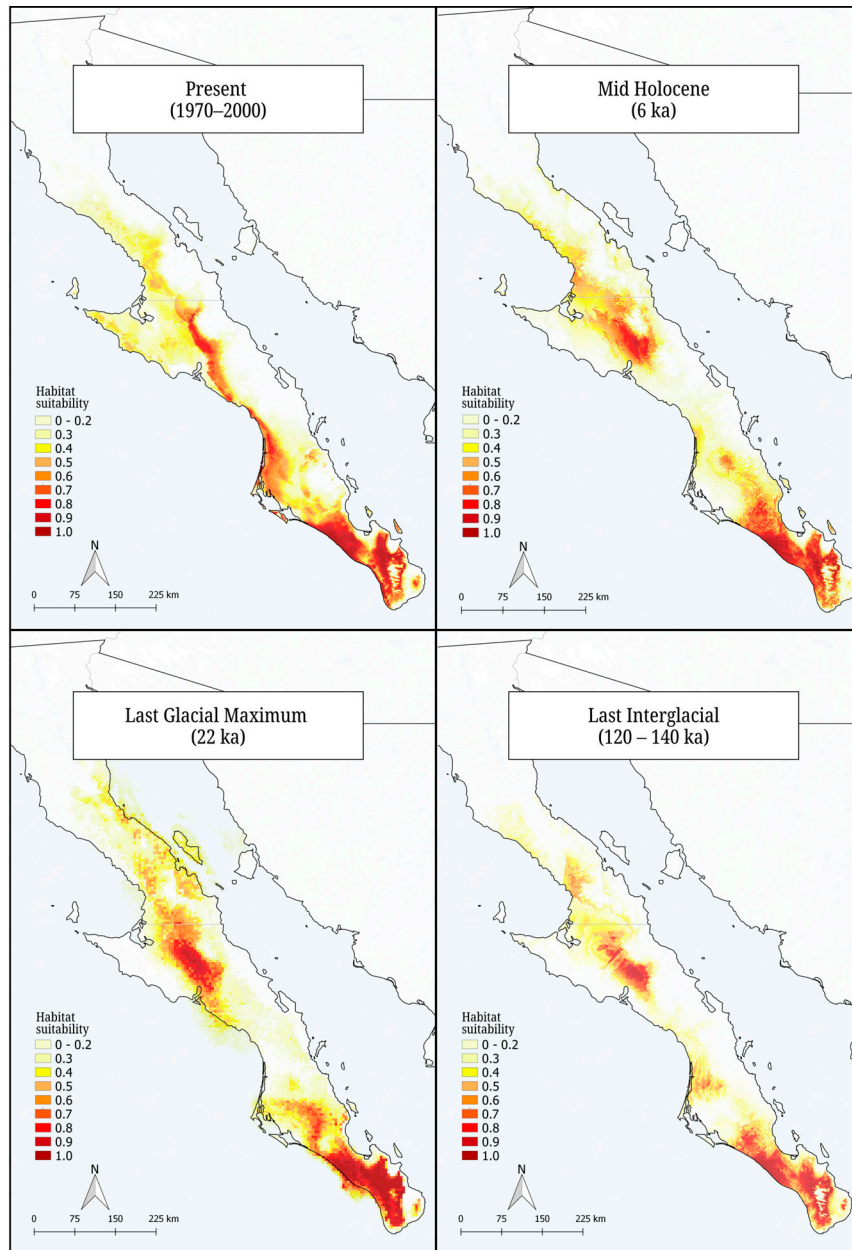 Present
(1970–2000)
Habitat
suitability
0 - 0.2
0.3
0.4
0.5
0.6
0.7
0.8
0.9
1.0
N
0 75 150 225 km
Mid Holocene
(6 ka)
Habitat
suitability
0 - 0.2
0.3
0.4
0.5
0.6
0.7
0.8
0.9
1.0
N
0 75 150 225 km
Last Glacial Maximum
(22 ka)
Habitat
suitability
0 - 0.2
0.3
0.4
0.5
0.6
0.7
0.8
0.9
1.0
N
0 75 150 225 km
Last Interglacial
(120 – 140 ka)
Habitat
suitability
0 - 0.2
0.3
0.4
0.5
0.6
0.7
0.8
0.9
1.0
N
0 75 150 225 km